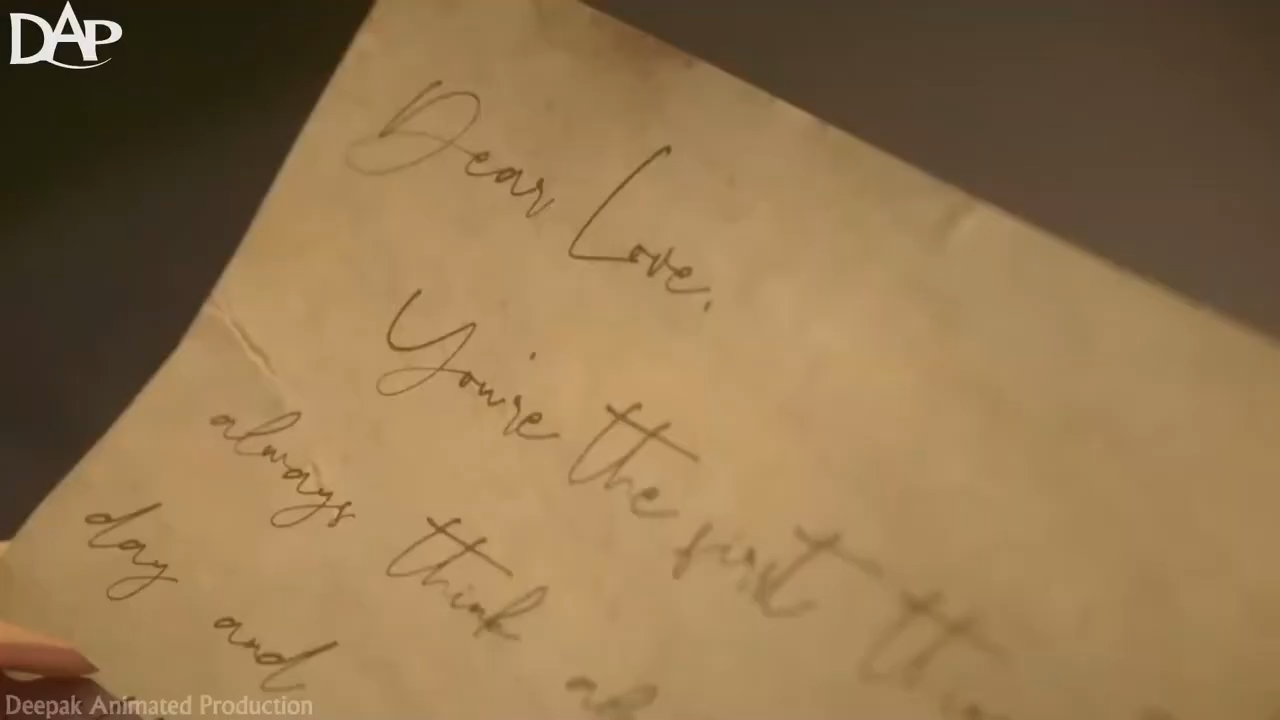 DAP
Dear Love,
You're the first
always think
day and
Deepak Animated Production